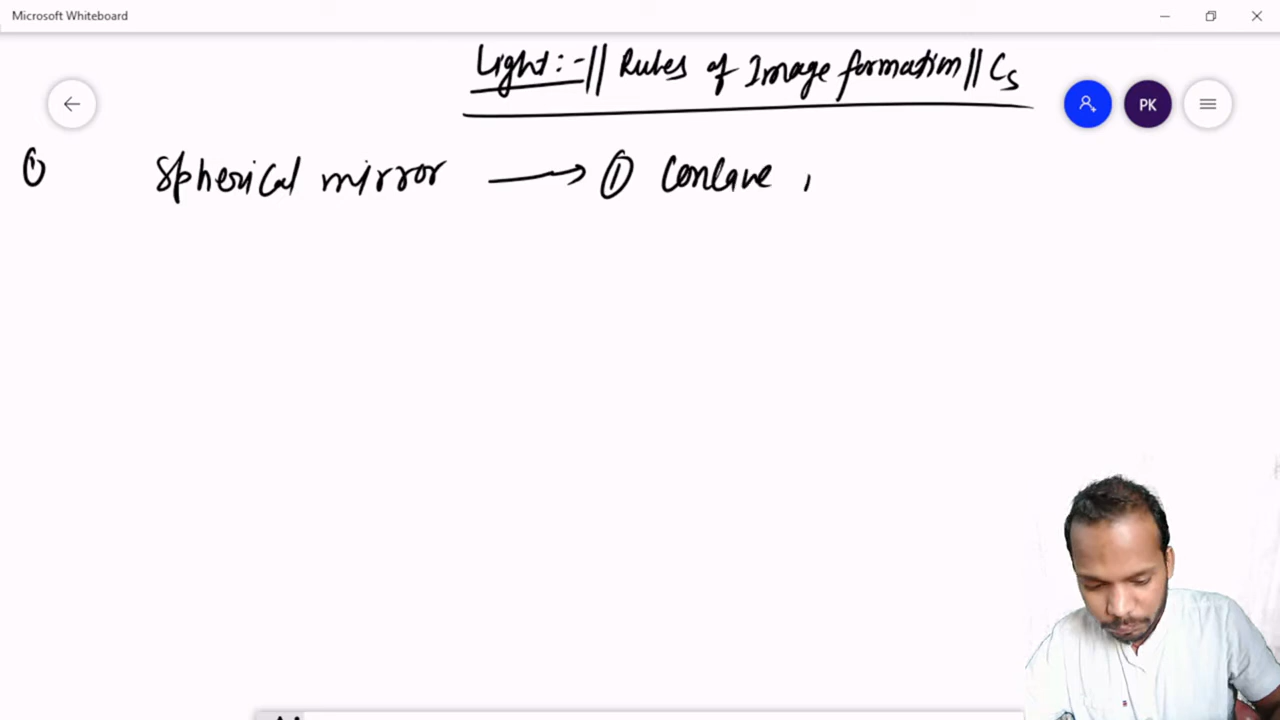 Microsoft Whiteboard
Light :- || Rules of Image formation || Cs
PK
① Spherical mirror → ① Concave ,